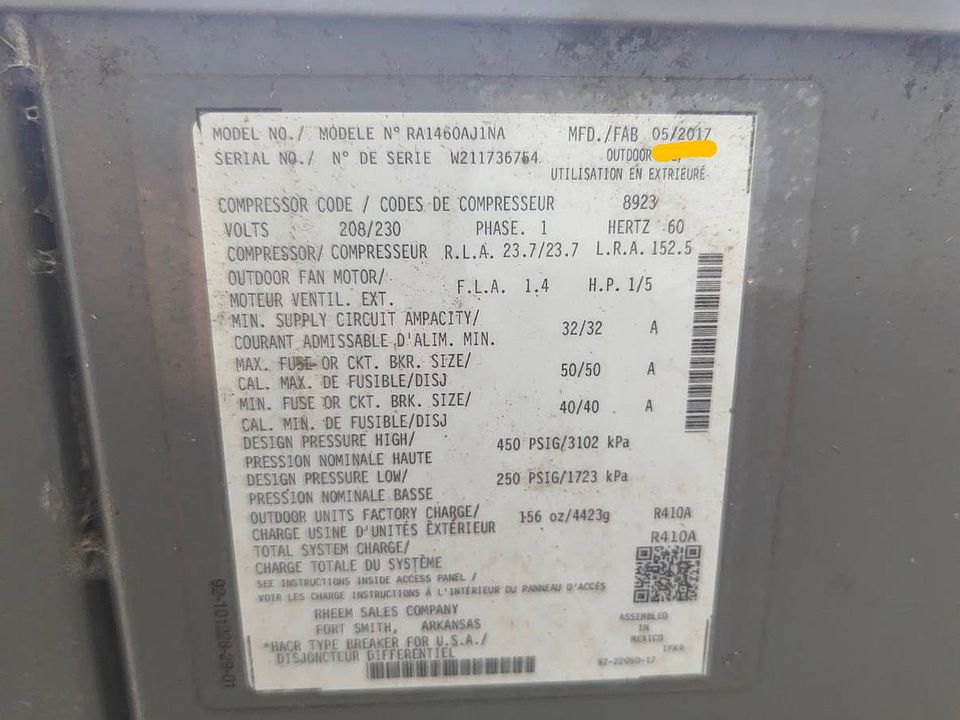 MODEL NO./ MODÈLE N° RA1460AJ1NA MFD./FAB 05/2017
SERIAL NO./ N° DE SÉRIE W211736754 OUTDOOR
UTILISATION EN EXTRIEURE
COMPRESSOR CODE / CODES DE COMPRESSEUR 8923
VOLTS 208/230 PHASE. 1 HERTZ 60
COMPRESSOR/ COMPRESSEUR R.L.A. 23.7/23.7 L.R.A. 152.5
OUTDOOR FAN MOTOR/
MOTEUR VENTIL. EXT. F.L.A. 1.4 H.P. 1/5
MIN. SUPPLY CIRCUIT AMPACITY/
COURANT ADMISSABLE D'ALIM. MIN. 32/32 A
MAX. FUSE OR CKT. BKR. SIZE/
CAL. MAX. DE FUSIBLE/DISJ 50/50 A
MIN. FUSE OR CKT. BRK. SIZE/
CAL. MIN. DE FUSIBLE/DISJ 40/40 A
DESIGN PRESSURE HIGH/ 450 PSIG/3102 kPa
PRESSION NOMINALE HAUTE
DESIGN PRESSURE LOW/ 250 PSIG/1723 kPa
PRESSION NOMINALE BASSE
OUTDOOR UNITS FACTORY CHARGE/ 156 oz/4423g R410A
CHARGE USINE D'UNITÉS EXTÉRIEUR
TOTAL SYSTEM CHARGE/ R410A
CHARGE TOTALE DU SYSTÈME
SEE INSTRUCTIONS INSIDE ACCESS PANEL /
VOIR LES CHARGE INSTRUCTIONS À L'INTÉRIEUR DU PANNEAU D'ACCÈS
RHEEM SALES COMPANY
FORT SMITH, ARKANSAS
ASSEMBLED
IN
MEXICO
IPX4
*HACR TYPE BREAKER FOR U.S.A./
DISJONCTEUR DIFFERENTIEL
92-22060-17